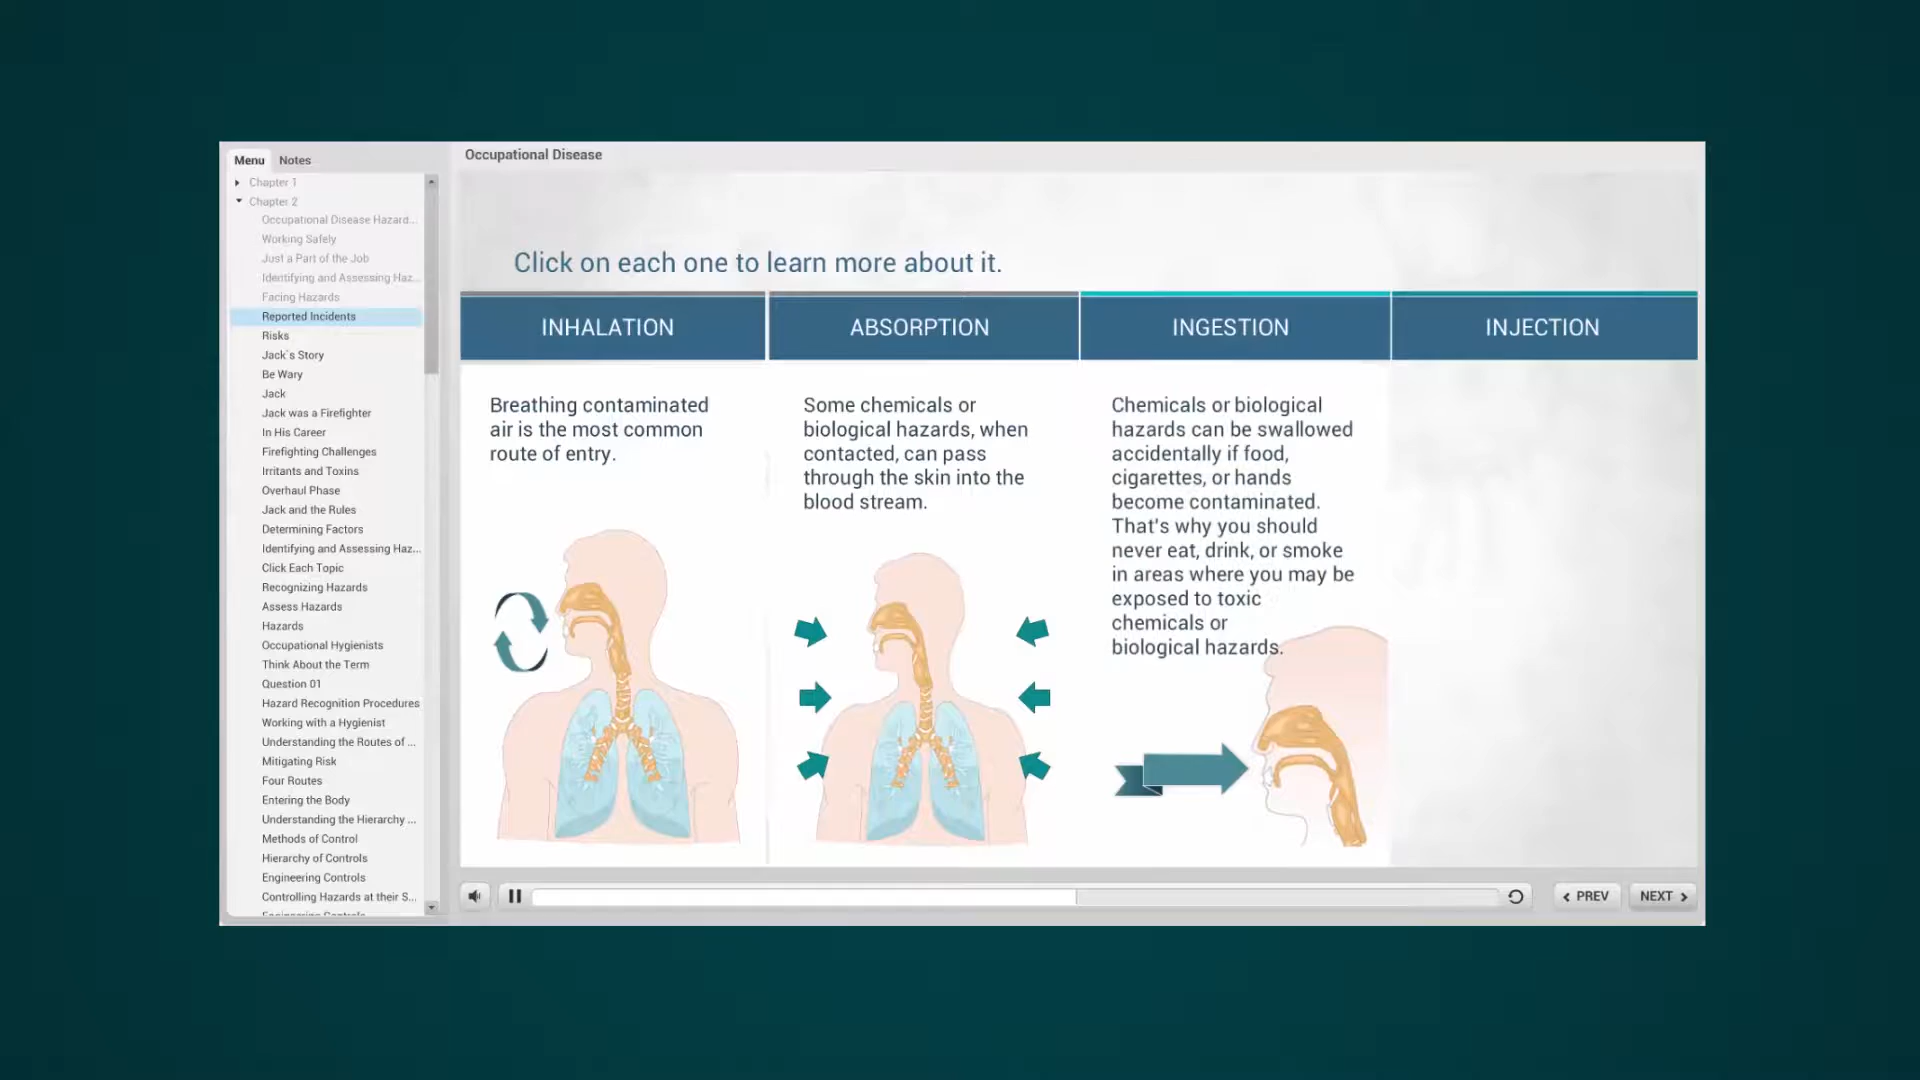 Menu
Notes
Chapter 1
Chapter 2
Occupational Disease Hazard...
Working Safely
Just a Part of the Job
Identifying and Assessing Haz...
Facing Hazards
Reported Incidents
Risks
Jack`s Story
Be Wary
Jack
Jack was a Firefighter
In His Career
Firefighting Challenges
Irritants and Toxins
Overhaul Phase
Jack and the Rules
Determining Factors
Identifying and Assessing Haz...
Click Each Topic
Recognizing Hazards
Assess Hazards
Hazards
Occupational Hygienists
Think About the Term
Question 01
Hazard Recognition Procedures
Working with a Hygienist
Understanding the Routes of ...
Mitigating Risk
Four Routes
Entering the Body
Understanding the Hierarchy ...
Methods of Control
Hierarchy of Controls
Engineering Controls
Controlling Hazards at their S...
Engineering Controls
Occupational Disease
Click on each one to learn more about it.
INHALATION
Breathing contaminated
air is the most common
route of entry.
ABSORPTION
Some chemicals or
biological hazards, when
contacted, can pass
through the skin into the
blood stream.
INGESTION
Chemicals or biological
hazards can be swallowed
accidentally if food,
cigarettes, or hands
become contaminated.
That's why you should
never eat, drink, or smoke
in areas where you may be
exposed to toxic
chemicals or
biological hazards.
INJECTION
PREV
NEXT